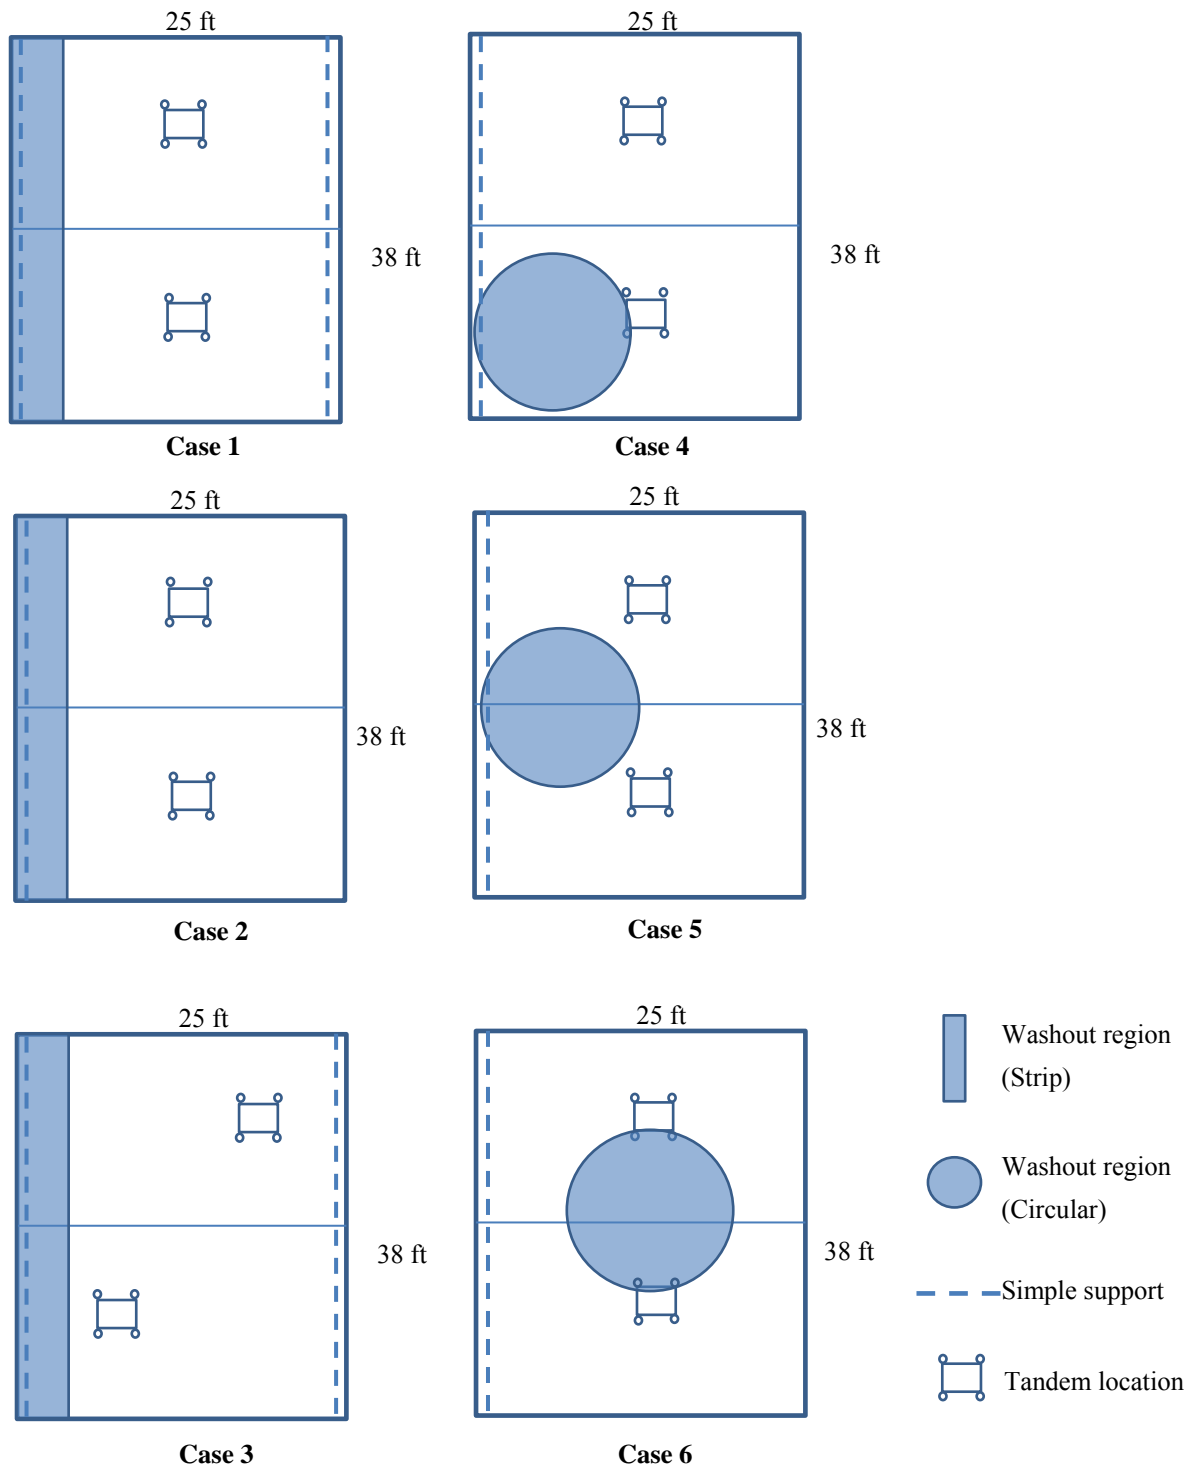 25 ft
25 ft
38 ft
38 ft
Case 1
Case 4
25 ft
25 ft
38 ft
38 ft
Case 2
Case 5
25 ft
25 ft
38 ft
38 ft
Case 3
Case 6
Washout region
(Strip)
Washout region
(Circular)
Simple support
Tandem location